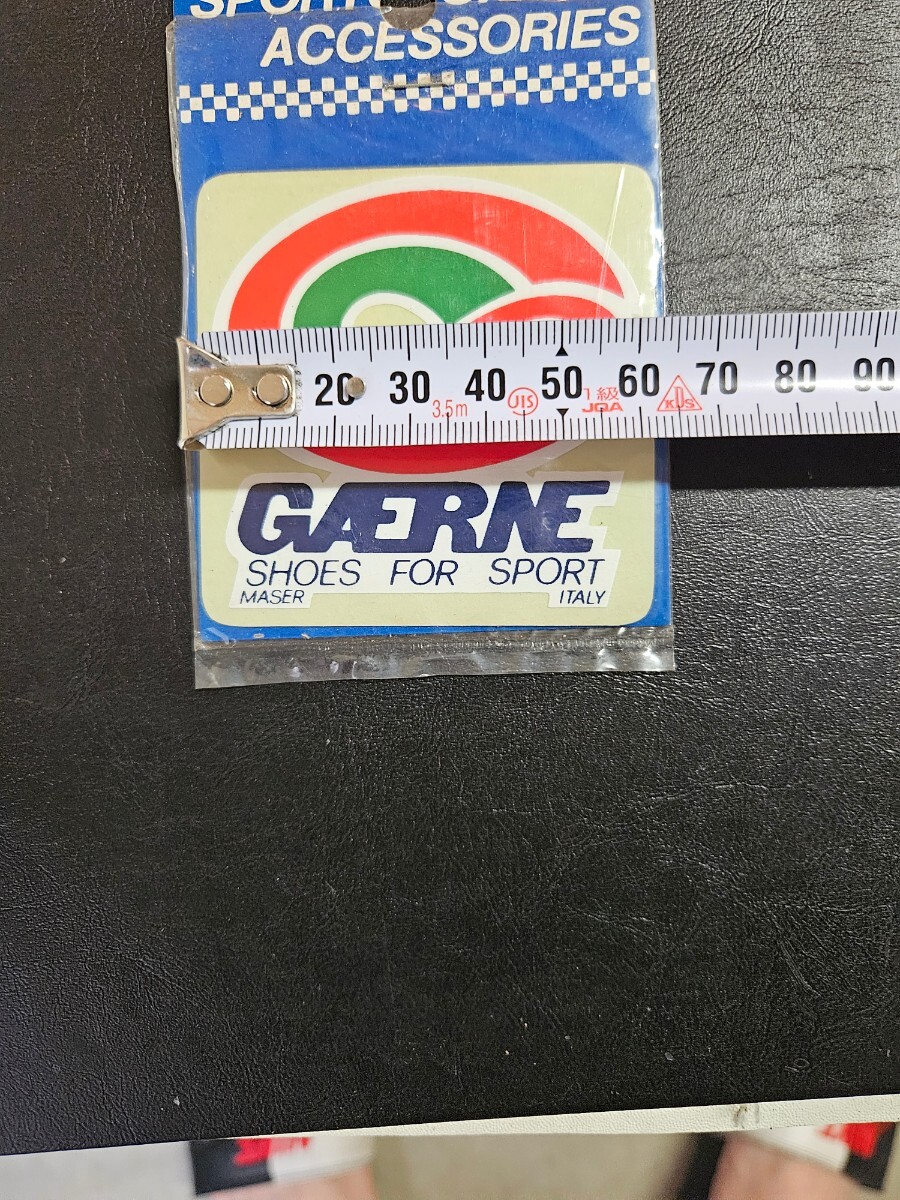 ACCESSORIES
20 30 40 50 60 70 80 90
3.5m JIS 1級 JQA KDS
GÆRNE
SHOES FOR SPORT
MASER ITALY